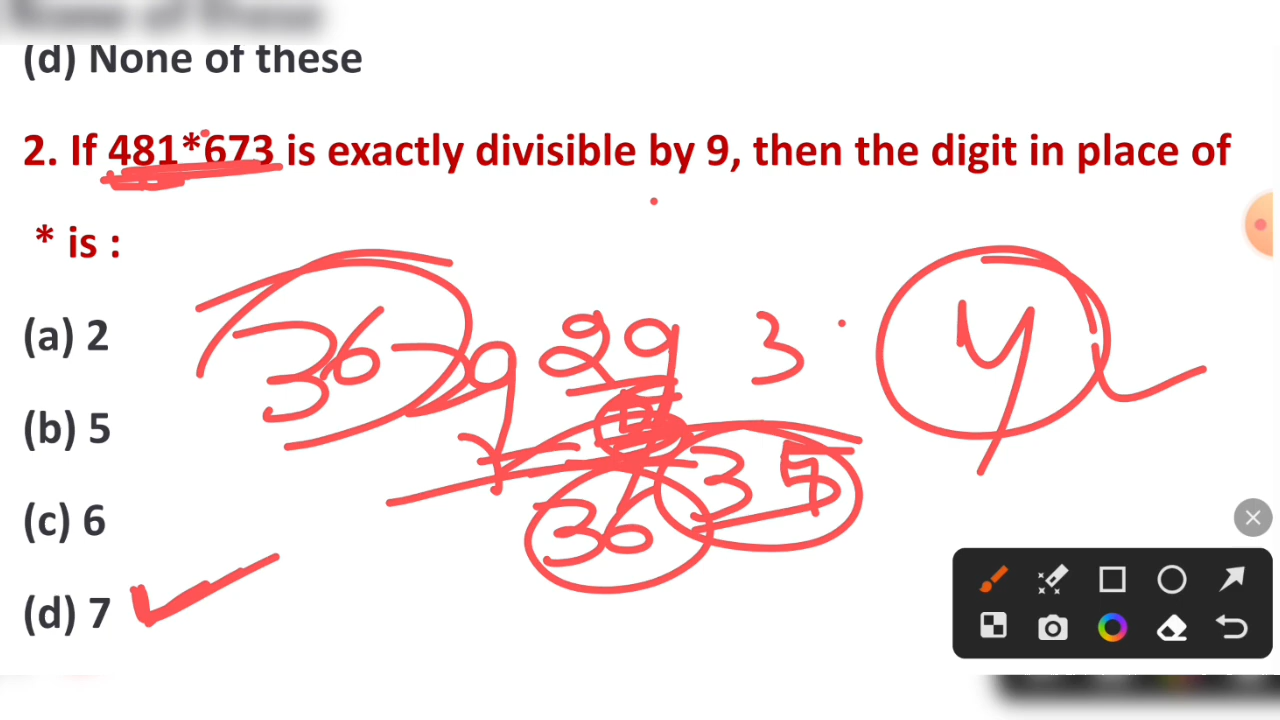 (d) None of these
2. If 481*673 is exactly divisible by 9, then the digit in place of
* is :
(a) 2
36 29 29 3
(b) 5
(c) 6
36 35
(d) 7